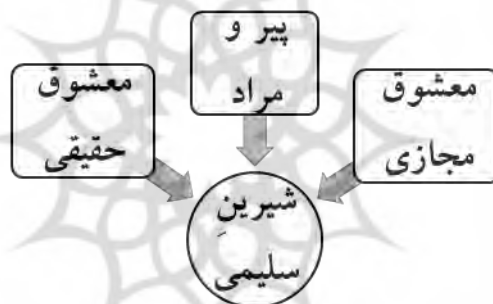 پیر و
مراد
معشوق
مجازی
معشوق
حقیقی
شیرینِ
سلیمی